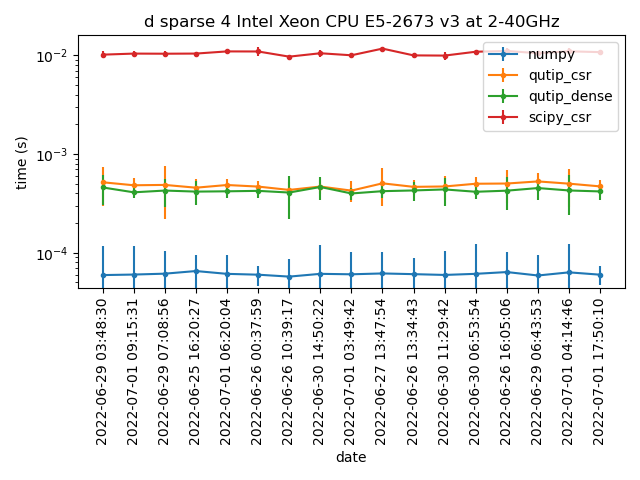 d sparse 4 Intel Xeon CPU E5-2673 v3 at 2-40GHz
numpy
qutip_csr
qutip_dense
scipy_csr
10⁻²
10⁻³
10⁻⁴
time (s)
2022-06-29 03:48:30
2022-07-01 09:15:31
2022-06-29 07:08:56
2022-06-25 16:20:27
2022-07-01 06:20:04
2022-06-26 00:37:59
2022-06-26 10:39:17
2022-06-30 14:50:22
2022-07-01 03:49:42
2022-06-27 13:47:54
2022-06-26 13:34:43
2022-06-30 11:29:42
2022-06-30 06:53:54
2022-06-26 16:05:06
2022-06-29 06:43:53
2022-07-01 04:14:46
2022-07-01 17:50:10
date